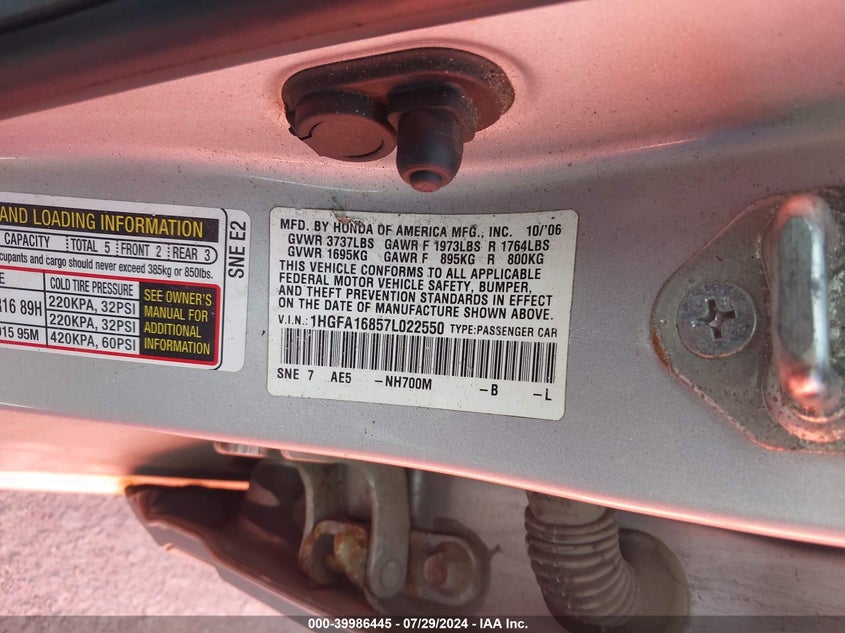 AND LOADING INFORMATION
CAPACITY TOTAL 5 FRONT 2 REAR 3
cupants and cargo should never exceed 385kg or 850lbs.
E COLD TIRE PRESSURE
R16 89H 220KPA, 32PSI
220KPA, 32PSI
015 95M 420KPA, 60PSI
SEE OWNER'S
MANUAL FOR
ADDITIONAL
INFORMATION
SNE E2
MFD. BY HONDA OF AMERICA MFG., INC. 10/'06
GVWR 3737LBS GAWR F 1973LBS R 1764LBS
GVWR 1695KG GAWR F 895KG R 800KG
THIS VEHICLE CONFORMS TO ALL APPLICABLE
FEDERAL MOTOR VEHICLE SAFETY, BUMPER,
AND THEFT PREVENTION STANDARDS IN EFFECT
ON THE DATE OF MANUFACTURE SHOWN ABOVE.
V.I.N.: 1HGFA16857L022550 TYPE:PASSENGER CAR
SNE 7 AE5 -NH700M -B -L
000-39986445 | 07/29/2024 - IAA Inc.